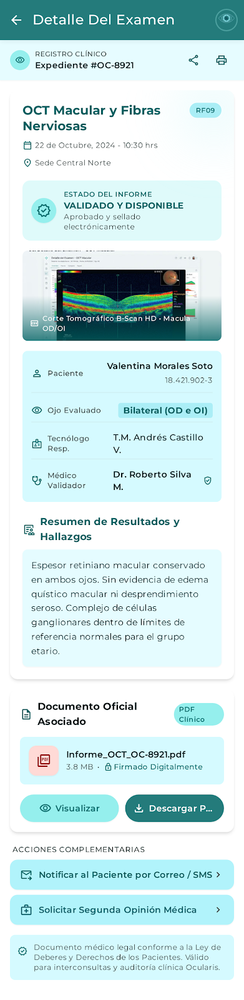 Detalle Del Examen
REGISTRO CLÍNICO
Expediente #OC-8921
OCT Macular y Fibras
Nerviosas
RF09
22 de Octubre, 2024 - 10:30 hrs
Sede Central Norte
ESTADO DEL INFORME
VALIDADO Y DISPONIBLE
Aprobado y sellado
electrónicamente
Detalle del Examen - OCT Macular
Corte Tomográfico B-Scan HD • Macula
OD/OI
Paciente
Valentina Morales Soto
18.421.902-3
Ojo Evaluado
Bilateral (OD e OI)
Tecnólogo
Resp.
T.M. Andrés Castillo
V.
Médico
Validador
Dr. Roberto Silva
M.
Resumen de Resultados y
Hallazgos
Espesor retiniano macular conservado
en ambos ojos. Sin evidencia de edema
quístico macular ni desprendimiento
seroso. Complejo de células
ganglionares dentro de límites de
referencia normales para el grupo
etario.
Documento Oficial
Asociado
PDF
Clínico
PDF
Informe_OCT_OC-8921.pdf
3.8 MB • Firmado Digitalmente
Visualizar
Descargar P...
ACCIONES COMPLEMENTARIAS
Notificar al Paciente por Correo / SMS
Solicitar Segunda Opinión Médica
Documento médico legal conforme a la Ley de
Deberes y Derechos de los Pacientes. Válido
para interconsultas y auditoría clínica Ocularis.